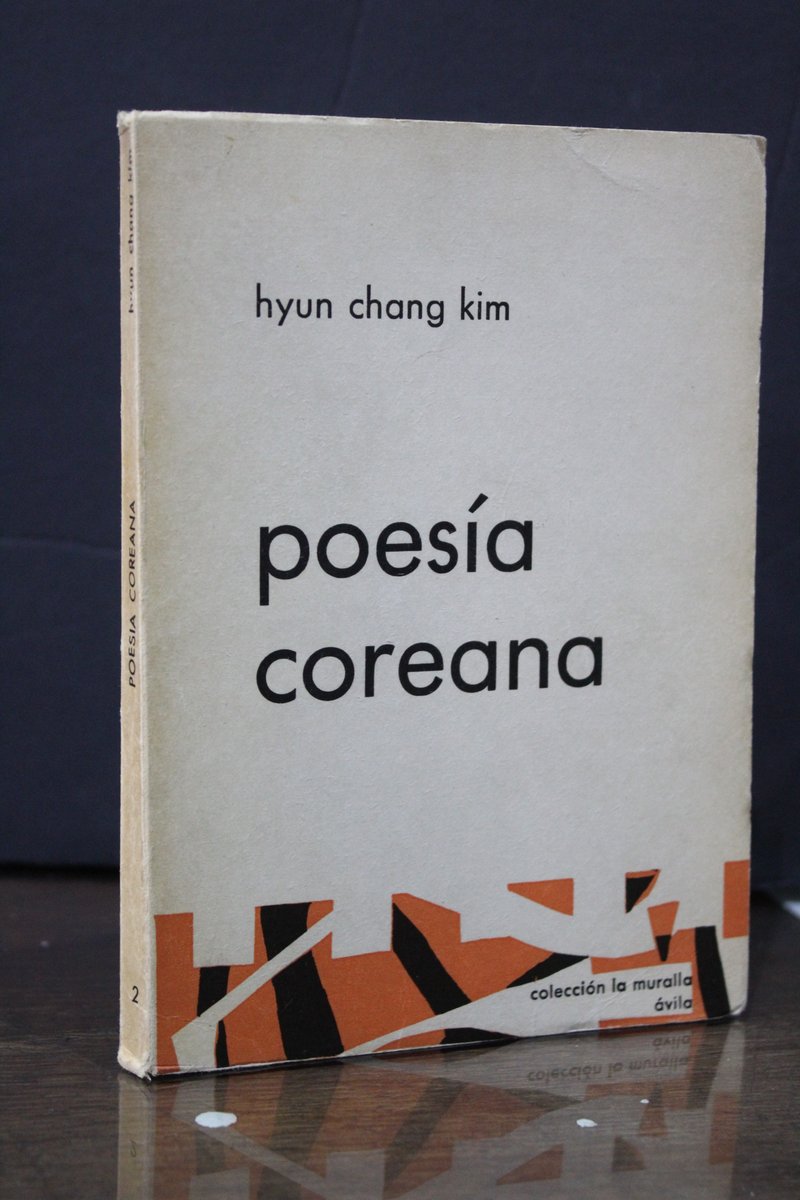 hyun chang kim
poesía
coreana
colección la muralla
ávila
hyun chang kim
POESIA COREANA
2